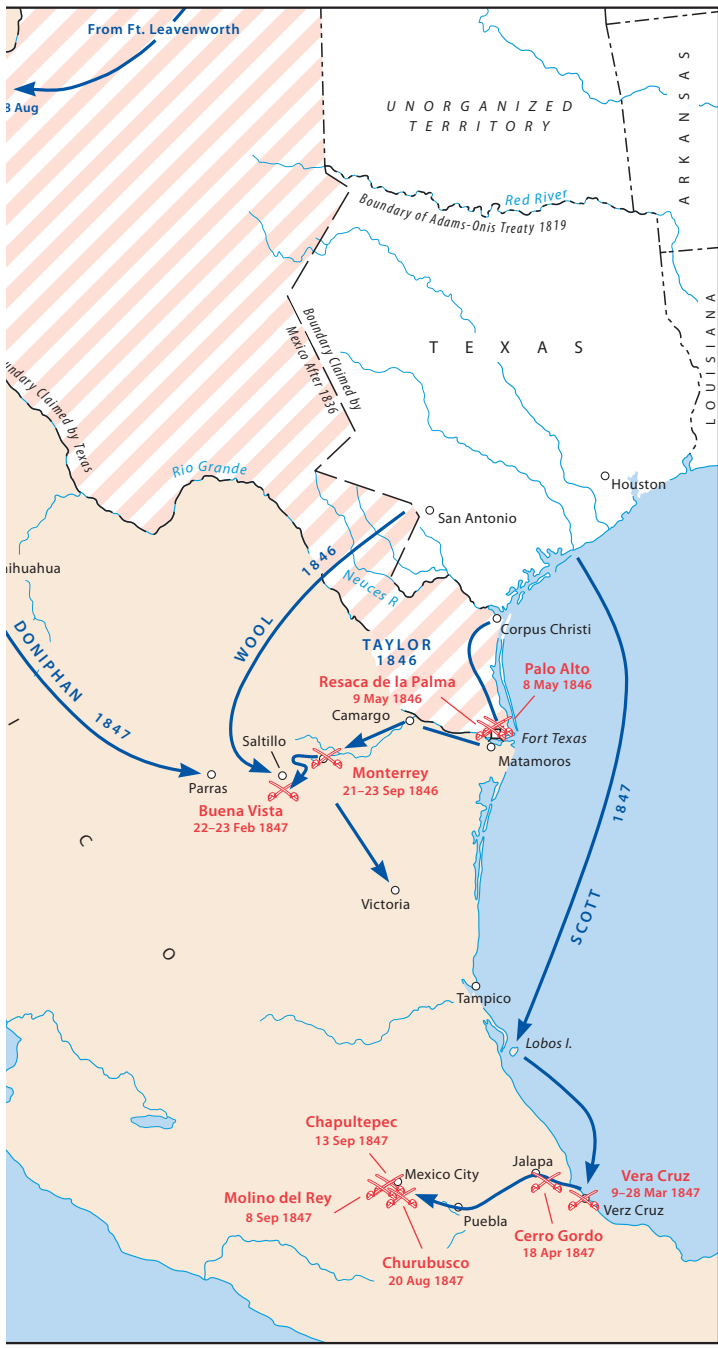 From Ft. Leavenworth
8 Aug
UNORGANIZED
TERRITORY
ARKANSAS
Red River
Boundary of Adams-Onis Treaty 1819
TEXAS
LOUISIANA
Boundary Claimed by
Mexico After 1836
undary Claimed by Texas
Rio Grande
Houston
San Antonio
1846
WOOL
Neuces R
ihuahua
Corpus Christi
DONIPHAN 1847
TAYLOR
1846
Palo Alto
8 May 1846
Resaca de la Palma
9 May 1846
Camargo
Fort Texas
Matamoros
Saltillo
Parras
Monterrey
21–23 Sep 1846
Buena Vista
22–23 Feb 1847
I
C
O
Victoria
SCOTT 1847
Tampico
Lobos I.
Chapultepec
13 Sep 1847
Jalapa
Mexico City
Vera Cruz
9–28 Mar 1847
Molino del Rey
8 Sep 1847
Verz Cruz
Puebla
Cerro Gordo
18 Apr 1847
Churubusco
20 Aug 1847